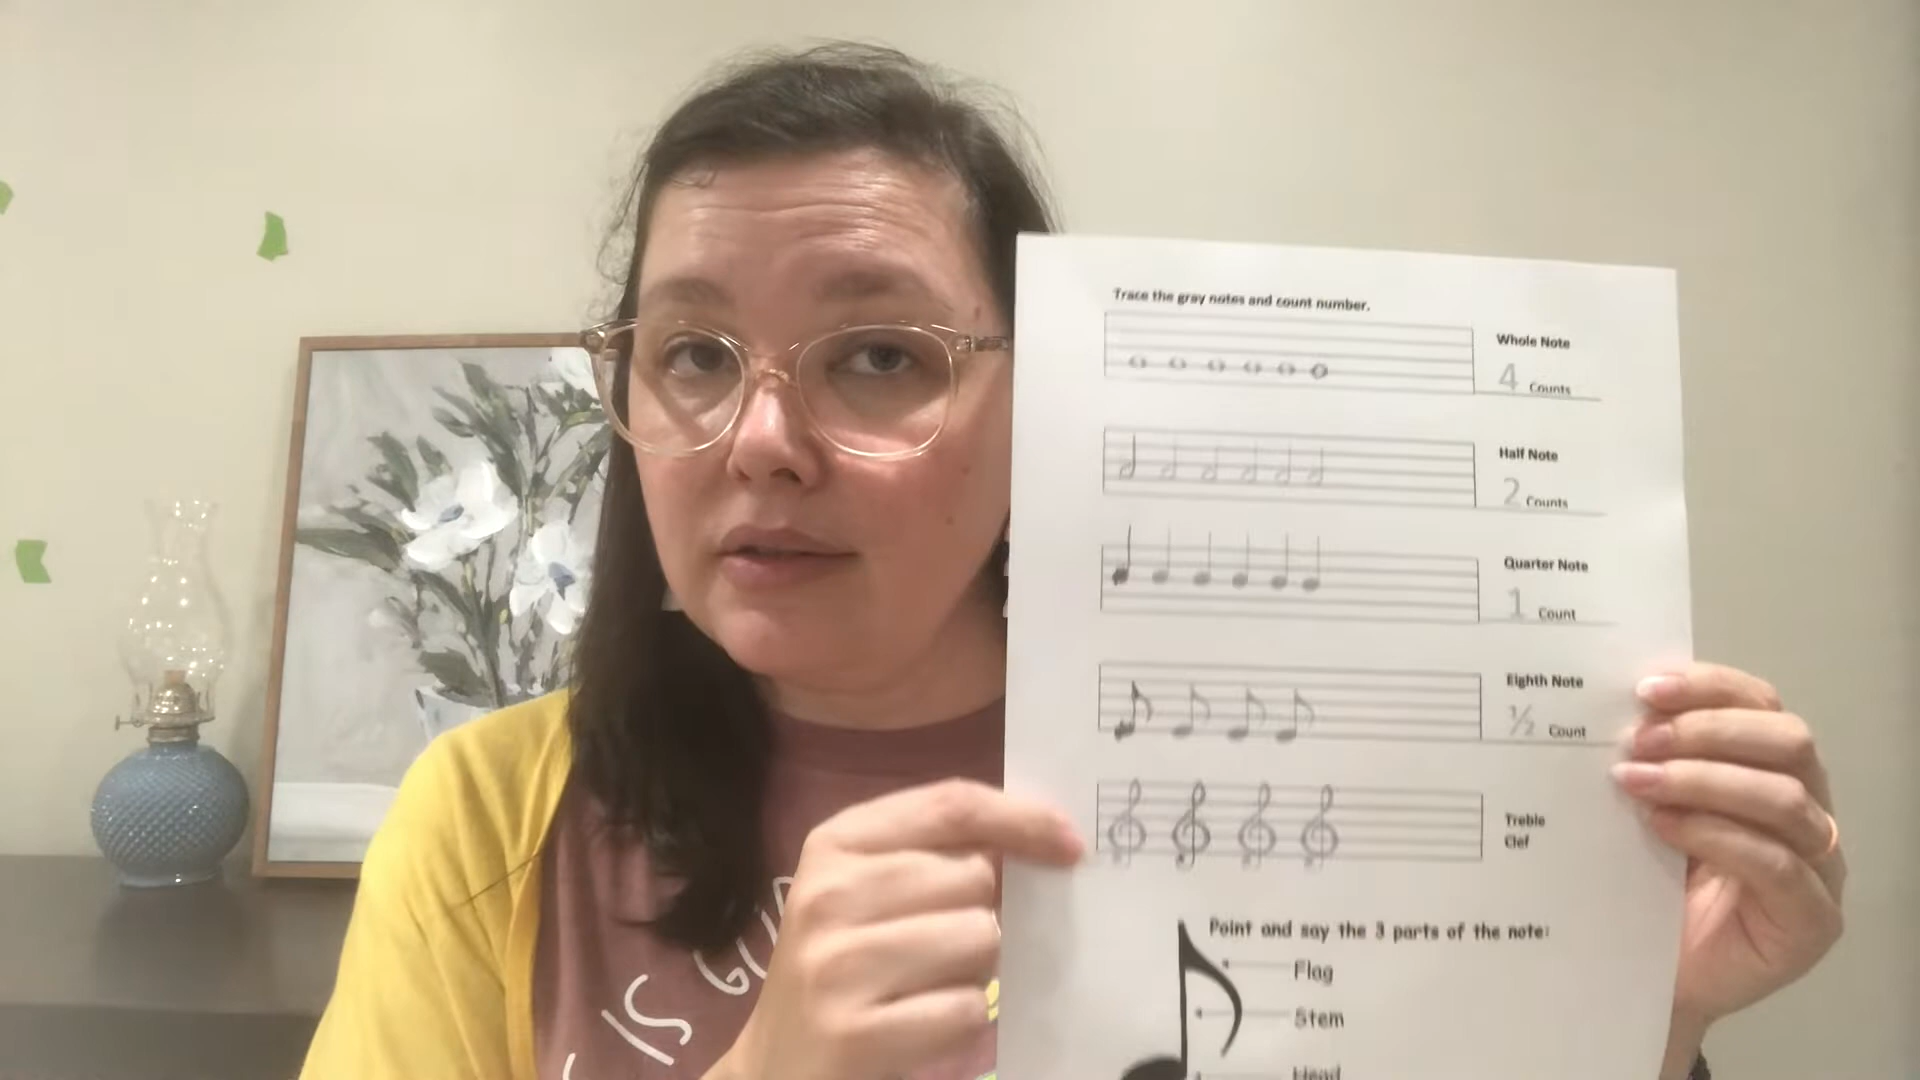 Trace the gray notes and count number.
Whole Note
4 Counts
Half Note
2 Counts
Quarter Note
1 Count
Eighth Note
½ Count
Treble
Clef
Point and say the 3 parts of the note:
Flag
Stem
Head
IS